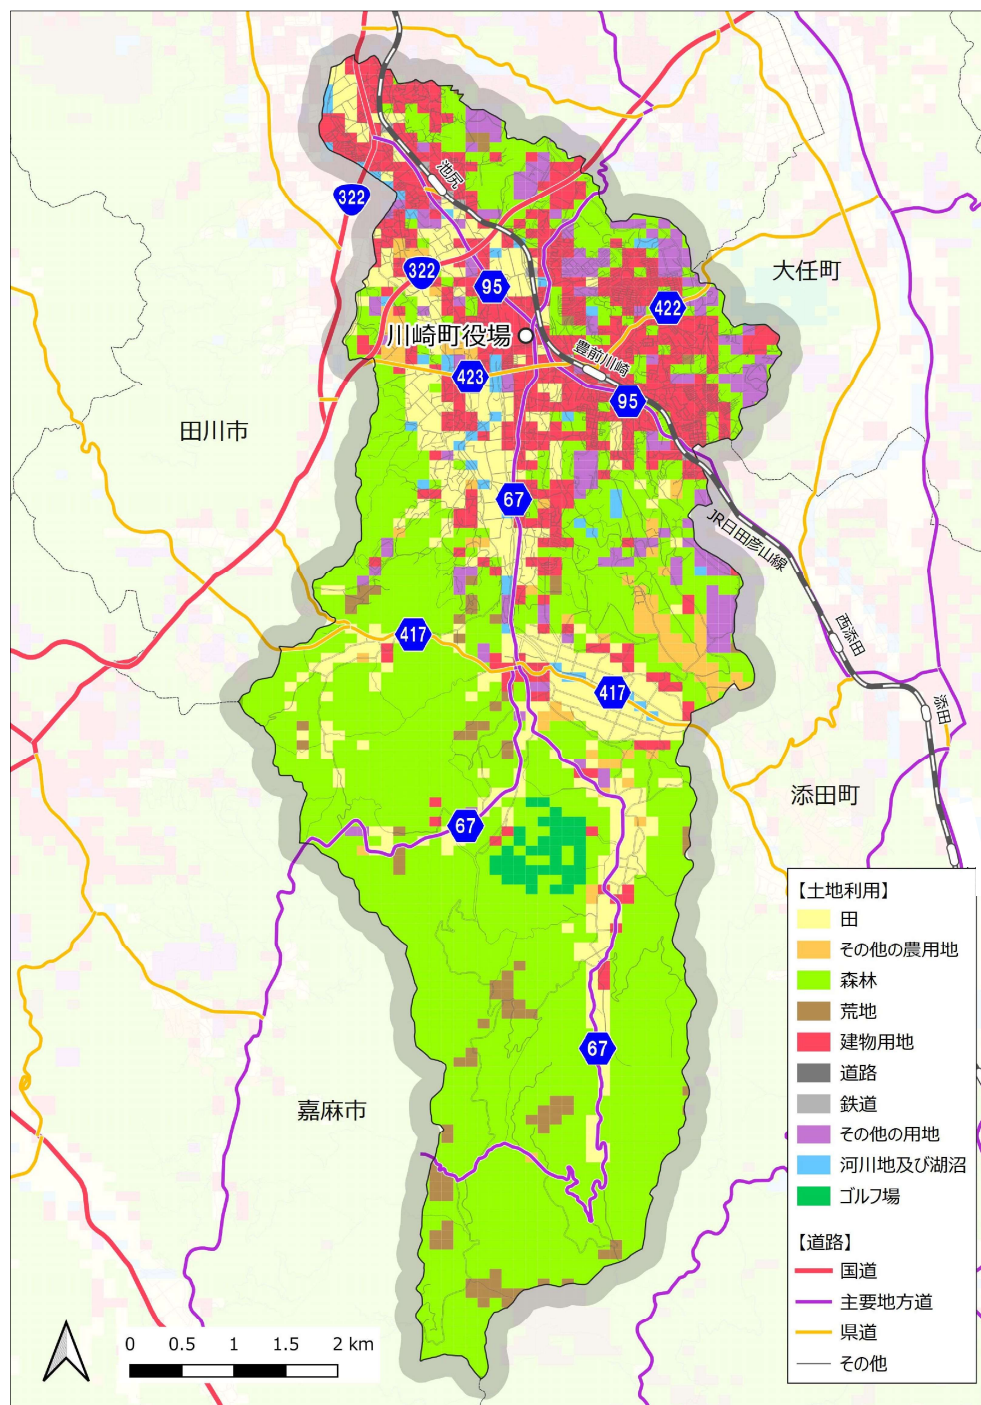 池尻
322
322
95
大任町
422
川崎町役場
豊前川崎
423
95
田川市
67
JR日田彦山線
417
西添田
417
添田
添田町
67
67
嘉麻市
【土地利用】
田
その他の農用地
森林
荒地
建物用地
道路
鉄道
その他の用地
河川地及び湖沼
ゴルフ場
【道路】
国道
主要地方道
県道
その他
0 0.5 1 1.5 2 km